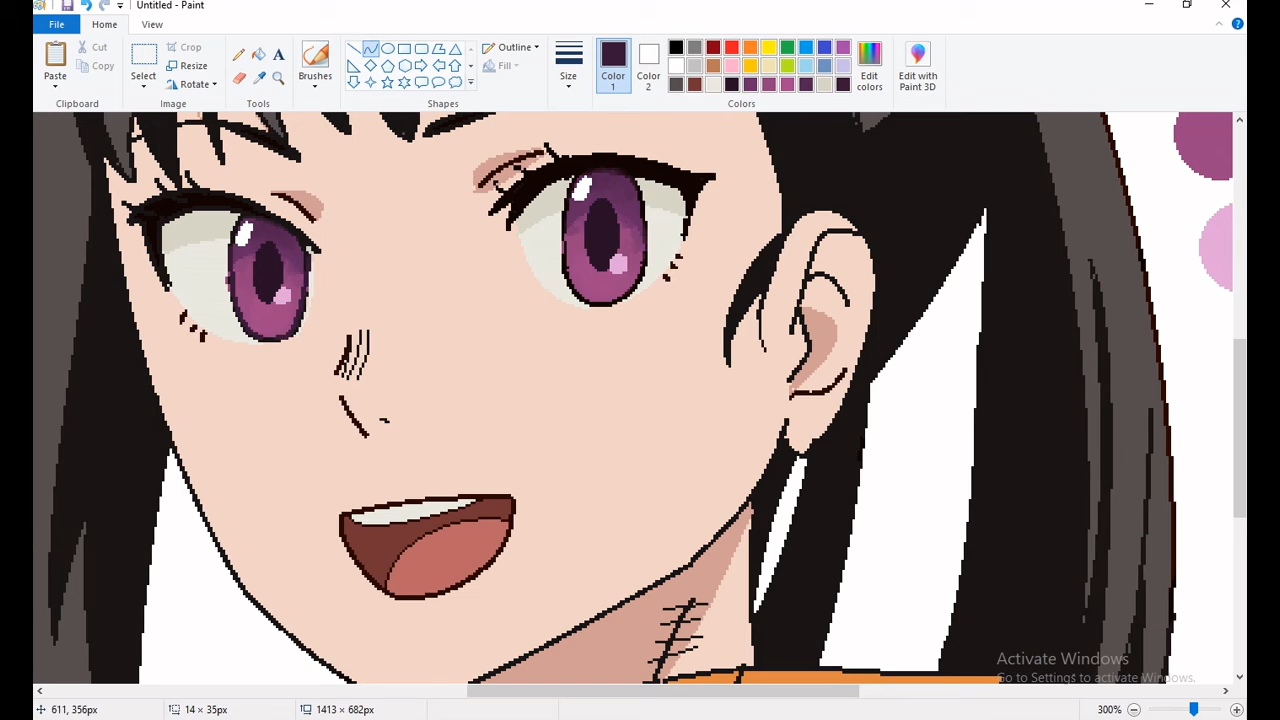 Untitled - Paint
File
Home
View
Paste
Cut
Copy
Clipboard
Select
Crop
Resize
Rotate
Image
A
Tools
Brushes
Outline
Fill
Shapes
Size
Color
1
Color
2
Edit
colors
Colors
Edit with
Paint 3D
Activate Windows
Go to Settings to activate Windows.
611, 356px
14 × 35px
1413 × 682px
300%